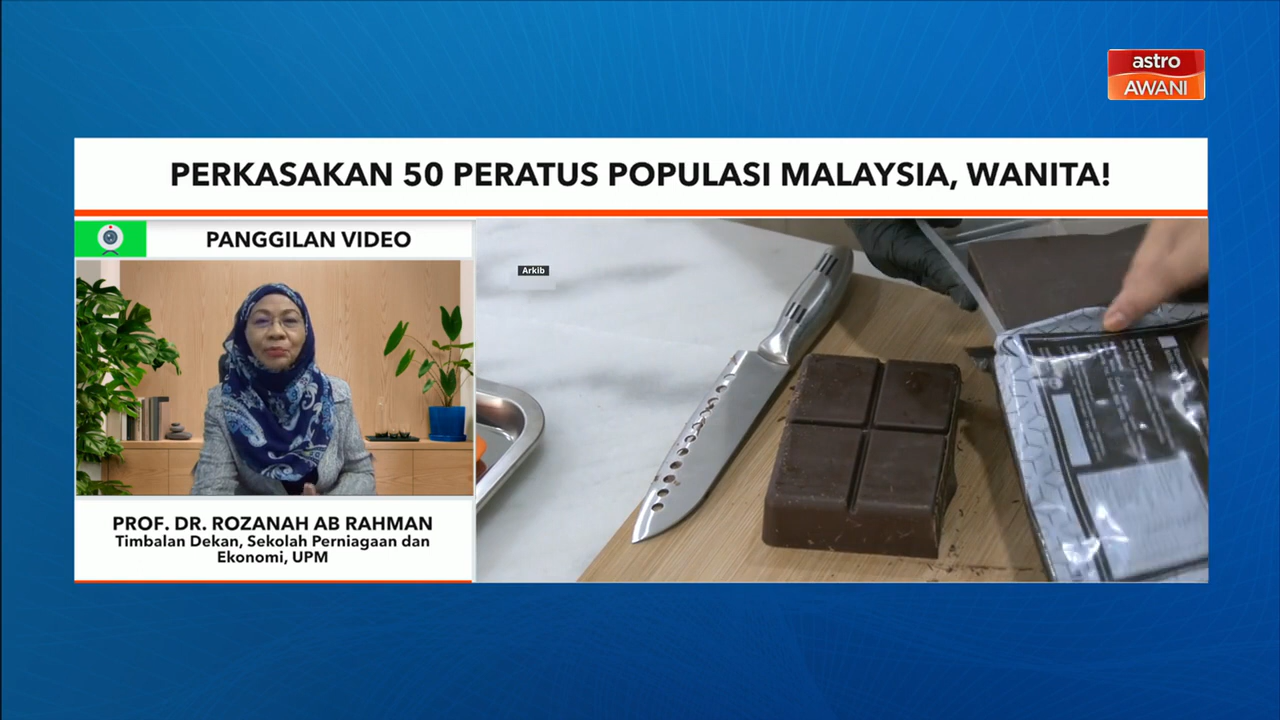 astro
AWANI
PERKASAKAN 50 PERATUS POPULASI MALAYSIA, WANITA!
PANGGILAN VIDEO
Arkib
PROF. DR. ROZANAH AB RAHMAN
Timbalan Dekan, Sekolah Perniagaan dan
Ekonomi, UPM